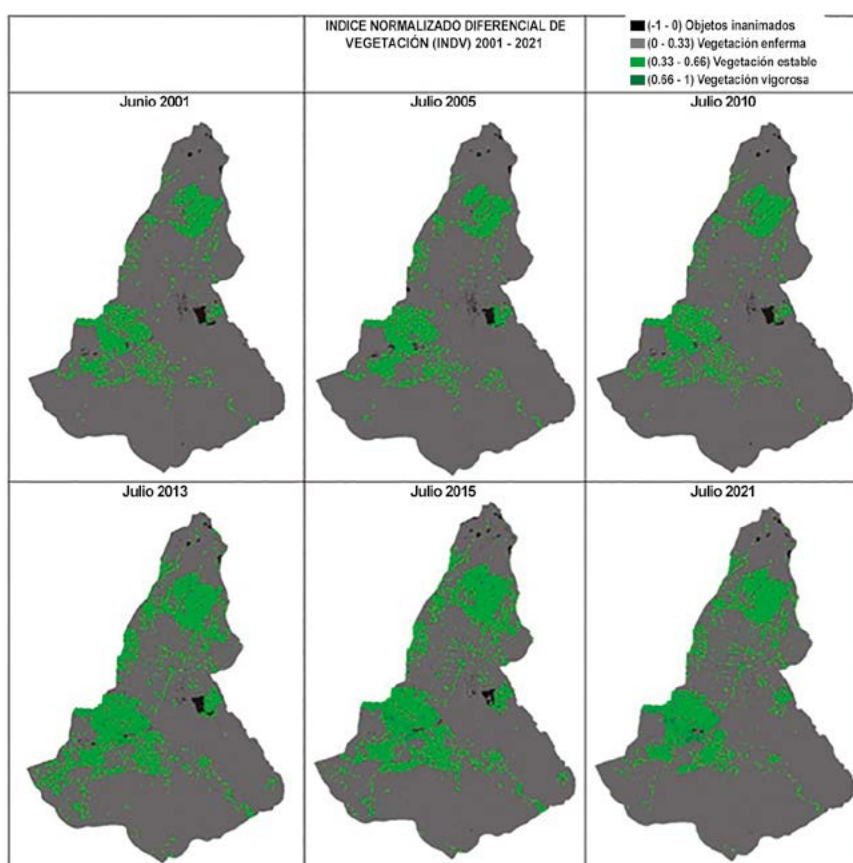 INDICE NORMALIZADO DIFERENCIAL DE
VEGETACIÓN (INDV) 2001 - 2021
(-1 - 0) Objetos inanimados
(0 - 0.33) Vegetación enferma
(0.33 - 0.66) Vegetación estable
(0.66 - 1) Vegetación vigorosa
Junio 2001
Julio 2005
Julio 2010
Julio 2013
Julio 2015
Julio 2021